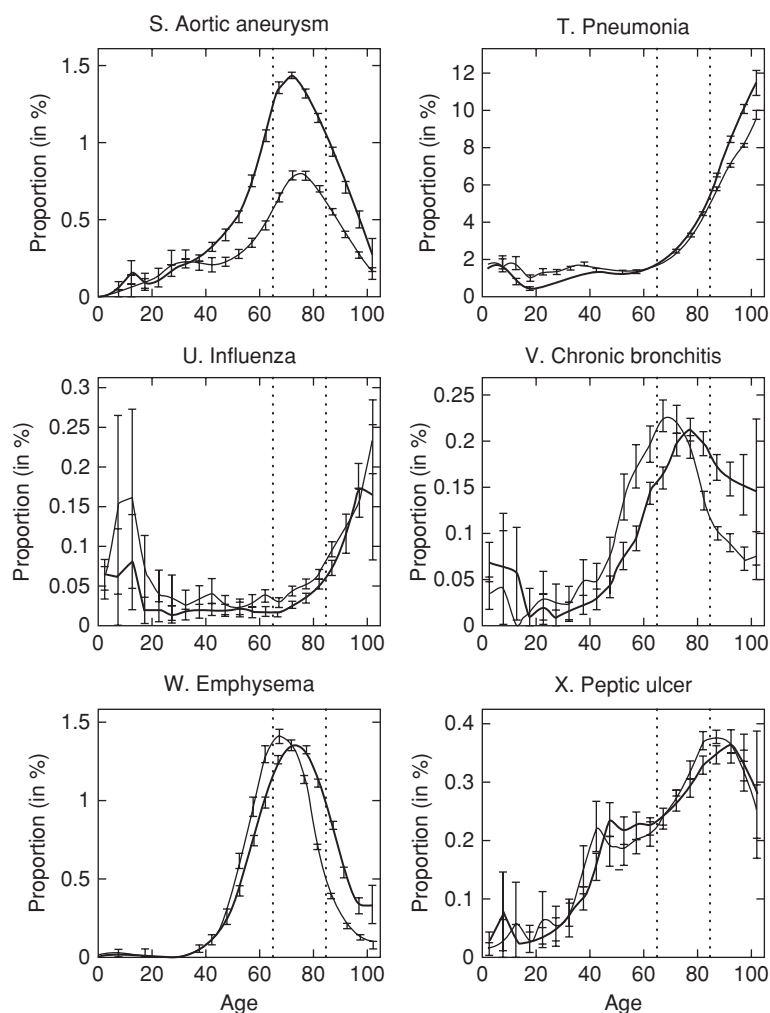 S. Aortic aneurysm
Proportion (in %)
1.5
1
0.5
0
0 20 40 60 80 100
T. Pneumonia
Proportion (in %)
12
10
8
6
4
2
0
0 20 40 60 80 100
U. Influenza
Proportion (in %)
0.3
0.25
0.2
0.15
0.1
0.05
0
0 20 40 60 80 100
V. Chronic bronchitis
Proportion (in %)
0.25
0.2
0.15
0.1
0.05
0
0 20 40 60 80 100
W. Emphysema
Proportion (in %)
1.5
1
0.5
0
0 20 40 60 80 100
Age
X. Peptic ulcer
Proportion (in %)
0.4
0.3
0.2
0.1
0
0 20 40 60 80 100
Age